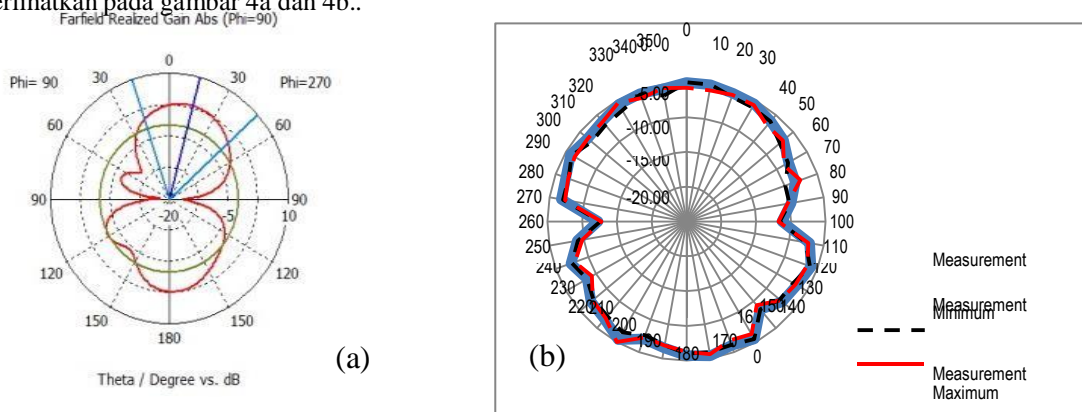 erlihatkan pada gambar 4a dan 4b..
Farfield Realized Gain Abs (Phi=90)
0
30 30
Phi= 90 Phi=270
60 60
90 -20 -5 10 90
120 120
150 150
180
Theta / Degree vs. dB
(a)
0
350 10
340 20
330 30
320 40
310 50
300 60
290 70
280 80
270 90
260 100
250 110
240 120
230 130
220 140
210 150
200
190 170
180
0
-5.00
-10.00
-15.00
-20.00
(b)
Measurement
Measurement
Minimum
Measurement
Maximum